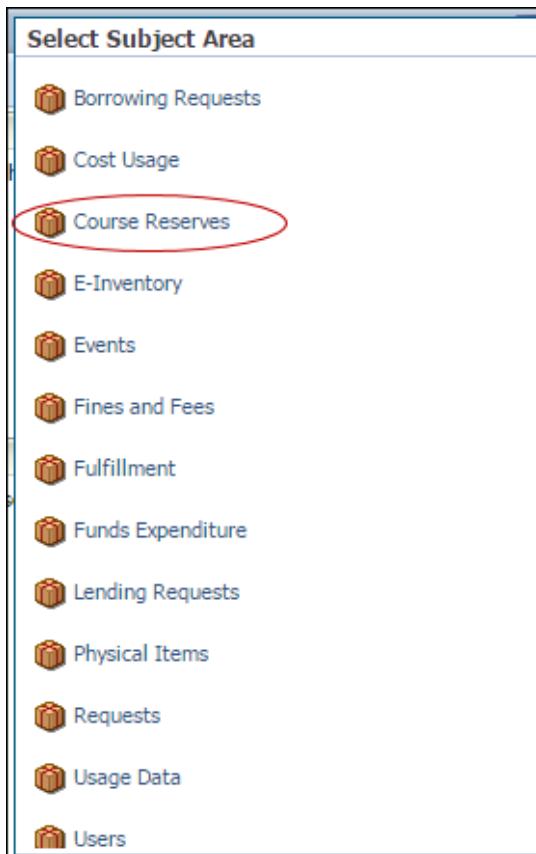 Select Subject Area
Borrowing Requests
Cost Usage
Course Reserves
E-Inventory
Events
Fines and Fees
Fulfillment
Funds Expenditure
Lending Requests
Physical Items
Requests
Usage Data
Users